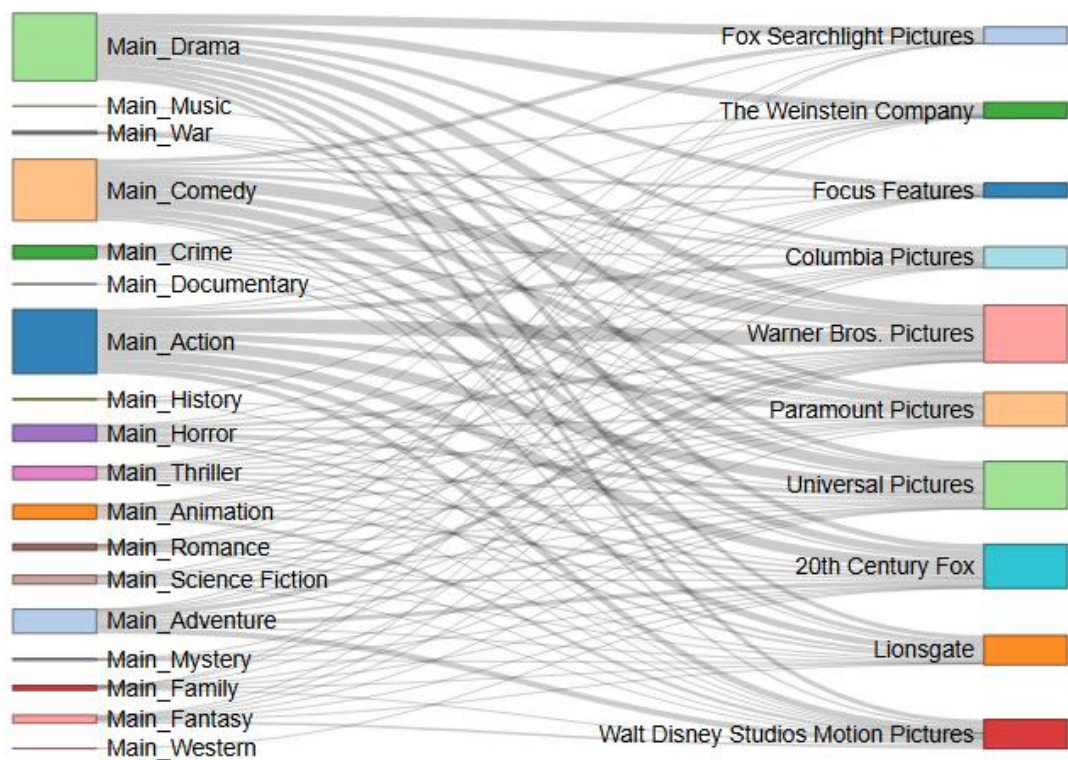 Main_Drama
Main_Music
Main_War
Main_Comedy
Main_Crime
Main_Documentary
Main_Action
Main_History
Main_Horror
Main_Thriller
Main_Animation
Main_Romance
Main_Science Fiction
Main_Adventure
Main_Mystery
Main_Family
Main_Fantasy
Main_Western
Fox Searchlight Pictures
The Weinstein Company
Focus Features
Columbia Pictures
Warner Bros. Pictures
Paramount Pictures
Universal Pictures
20th Century Fox
Lionsgate
Walt Disney Studios Motion Pictures